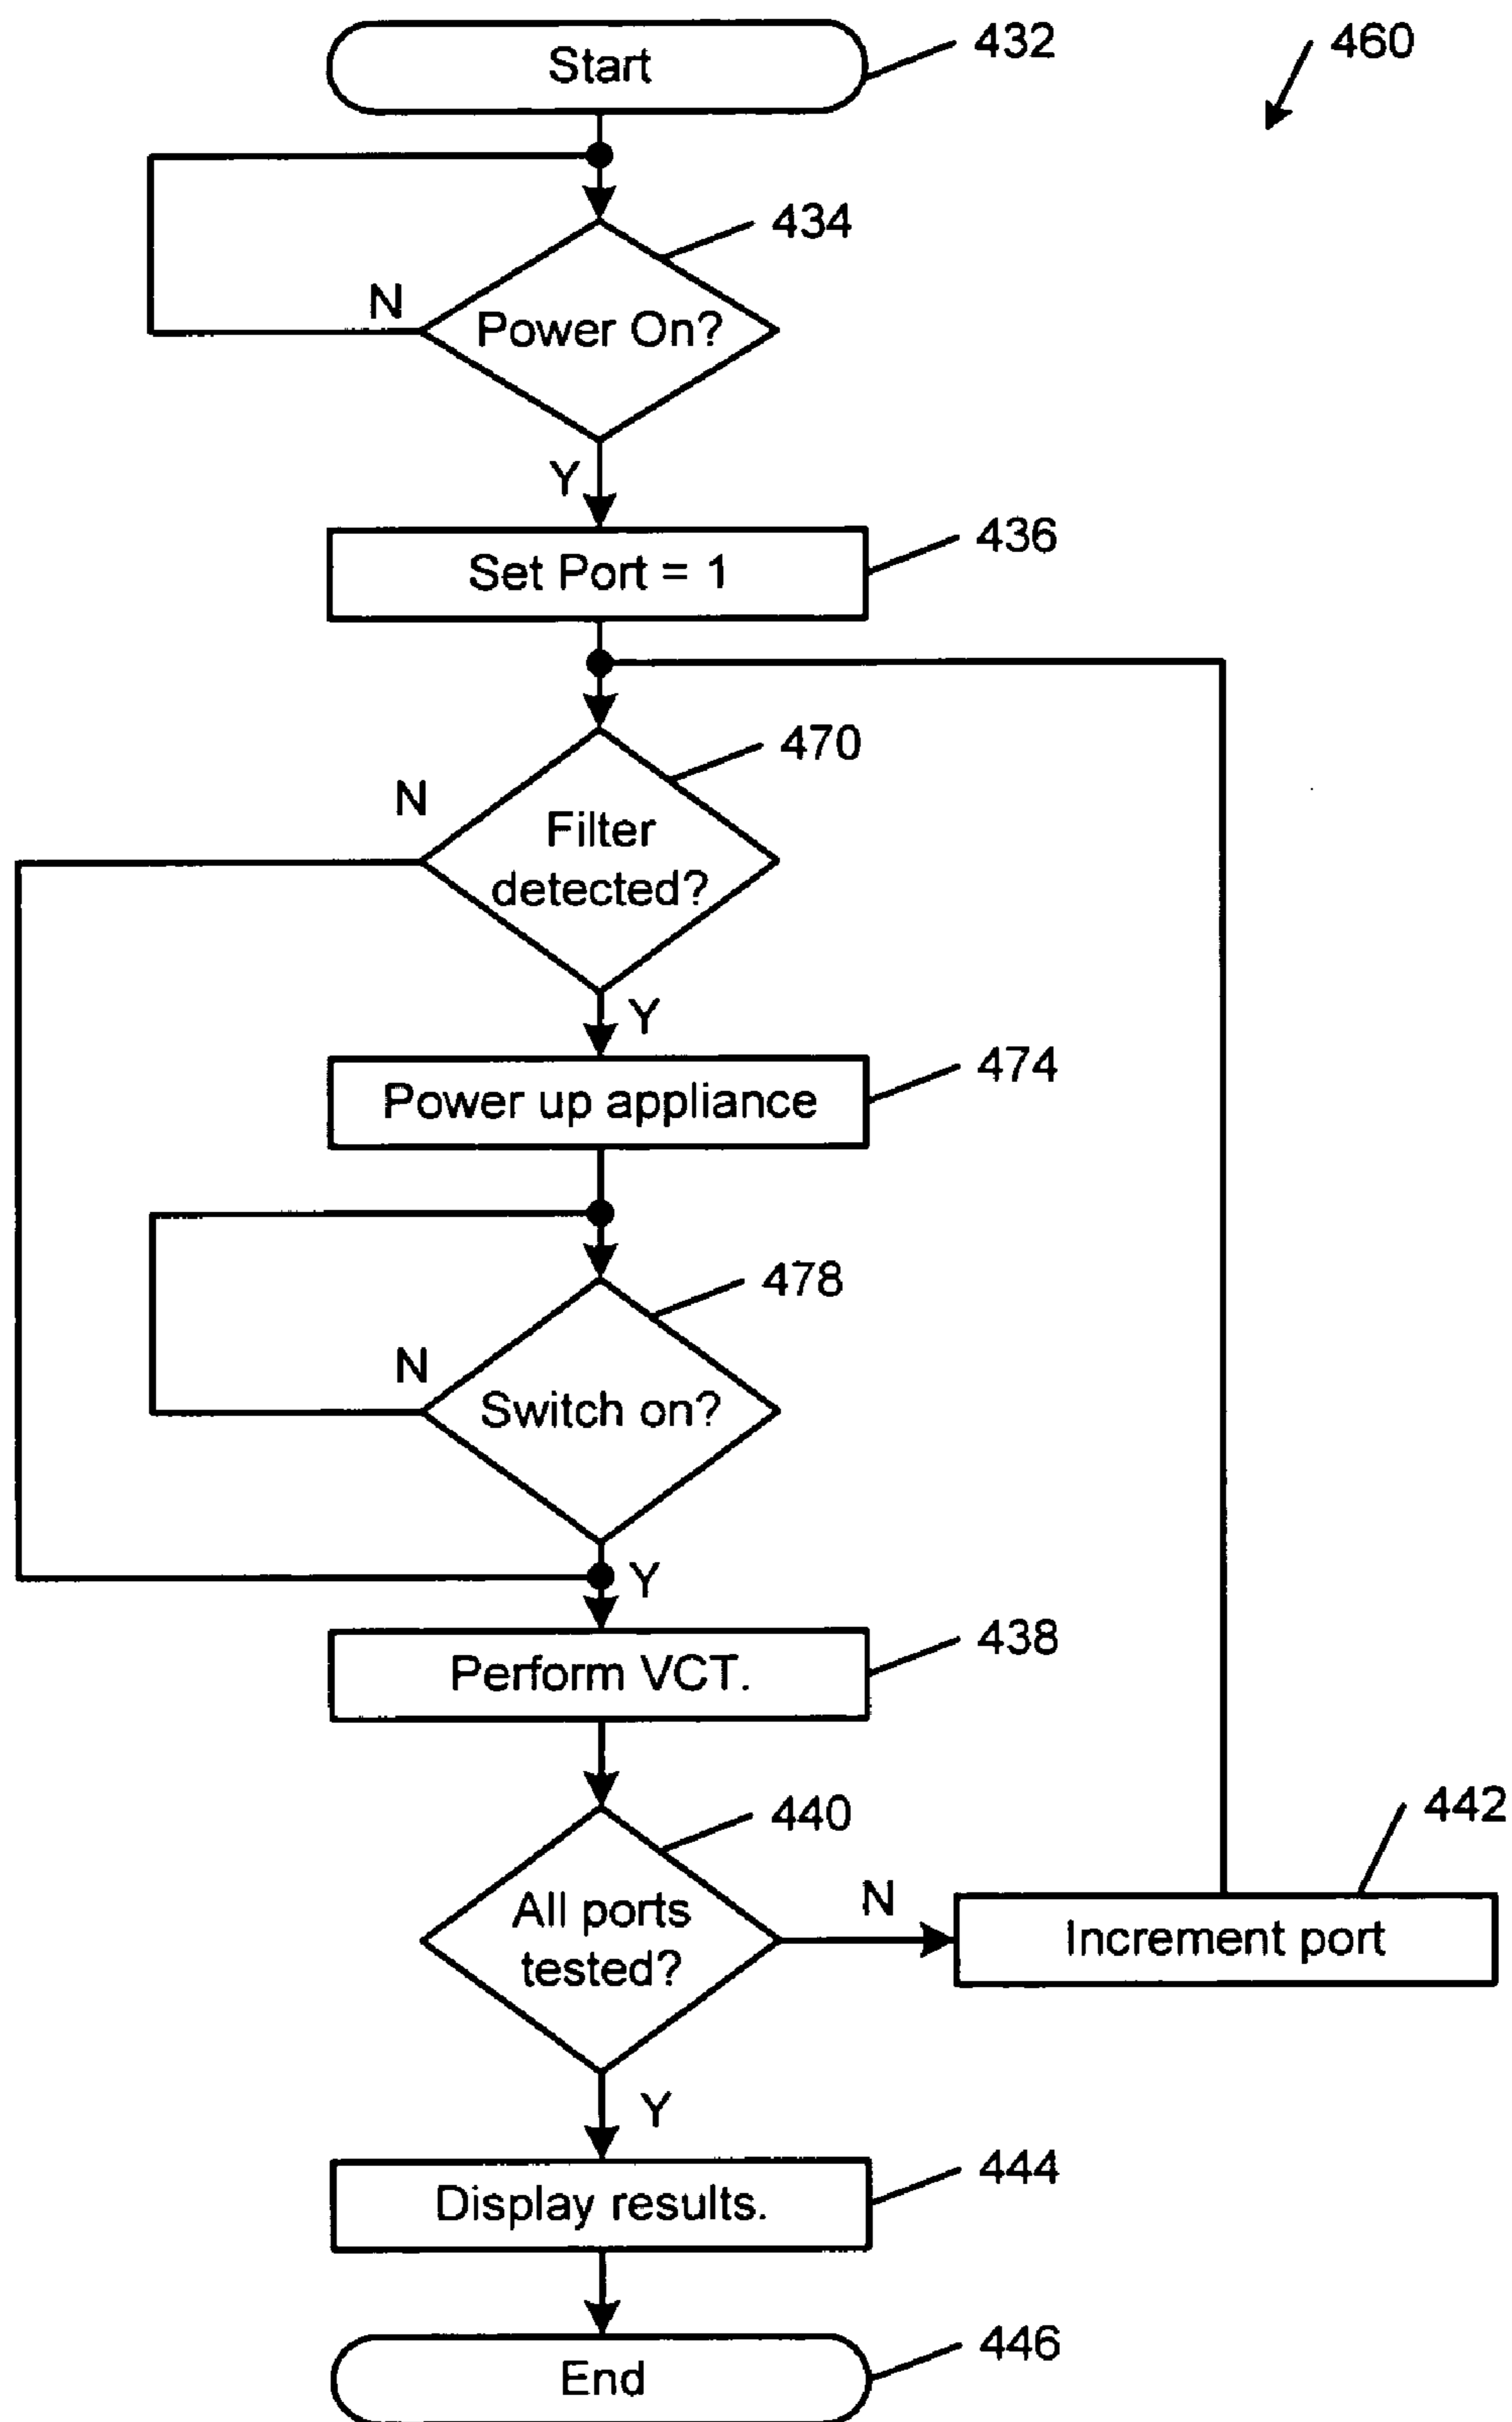 Start
432
460
434
N
Power On?
Y
436
Set Port = 1
470
N
Filter
detected?
Y
474
Power up appliance
478
N
Switch on?
Y
438
Perform VCT.
440
442
All ports
tested?
N
Increment port
Y
444
Display results.
446
End